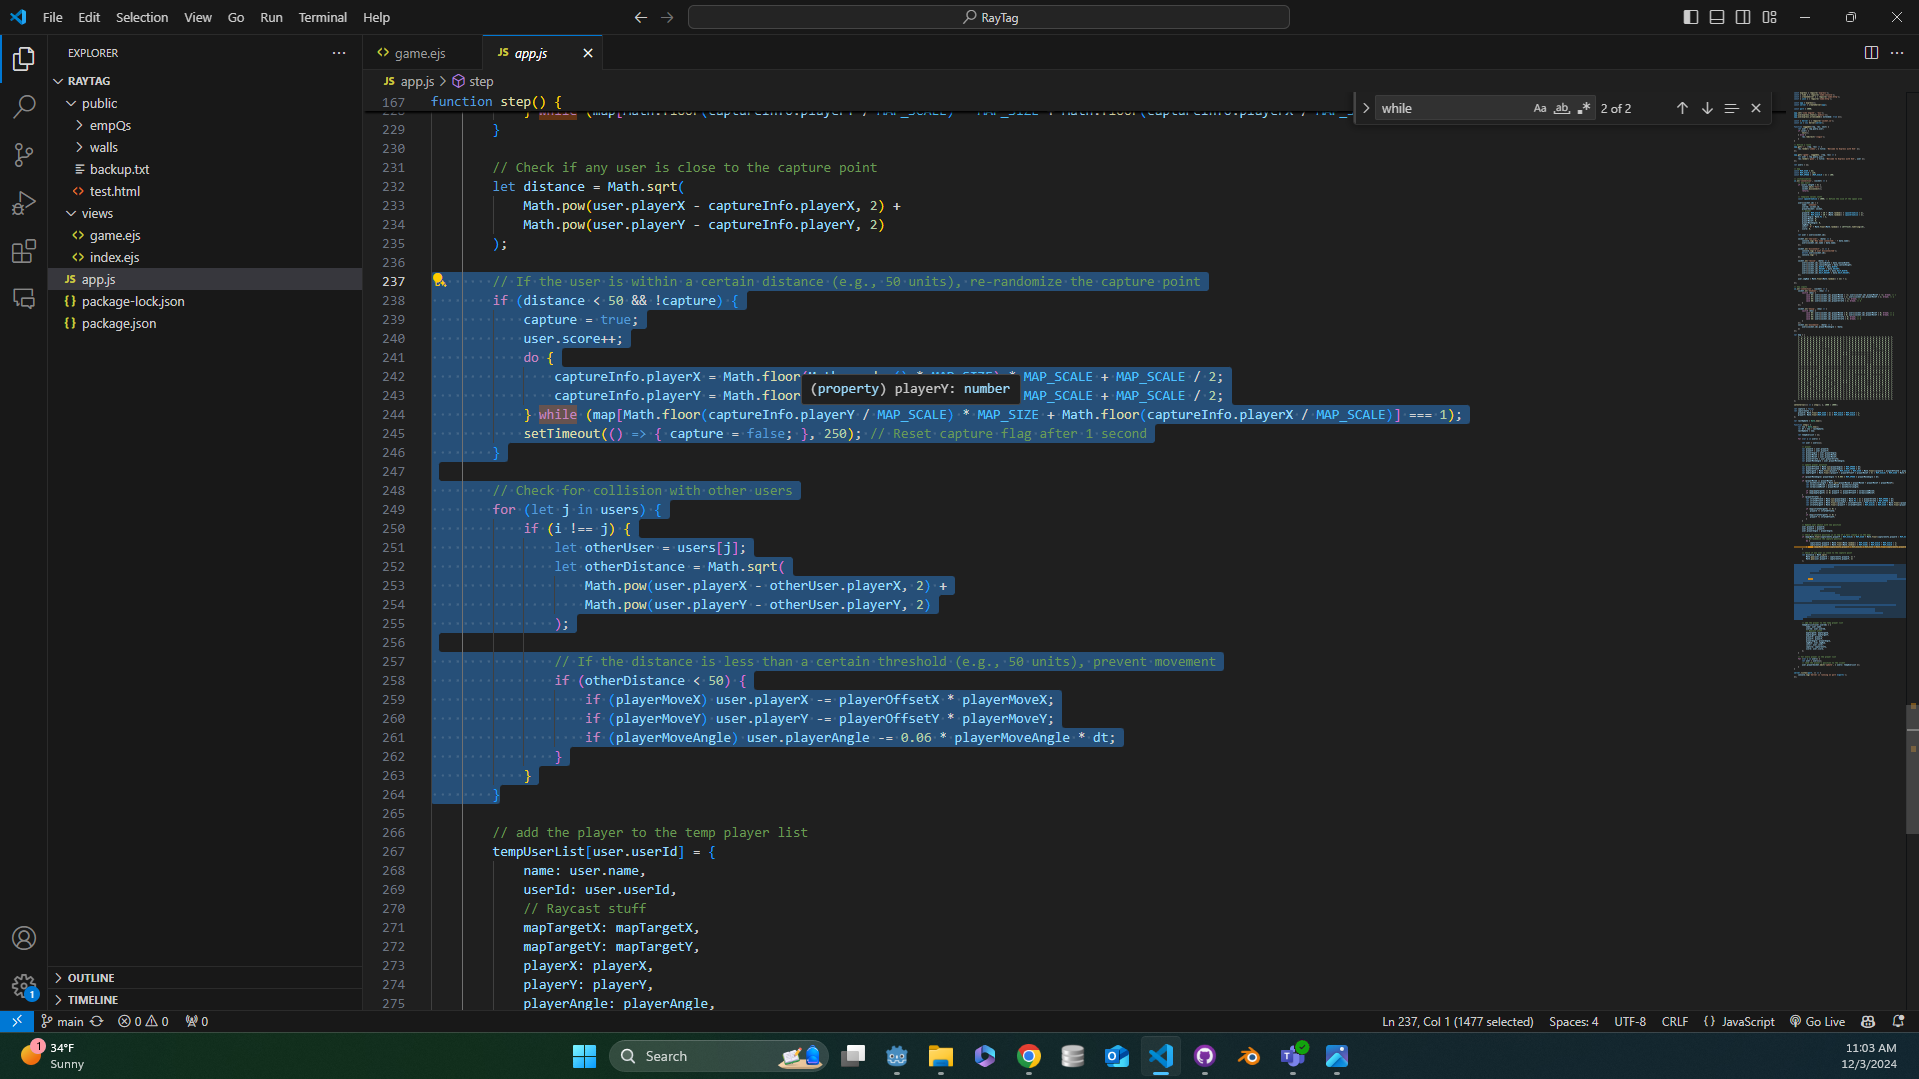 File Edit Selection View Go Run Terminal Help
RayTag
EXPLORER
RAYTAG
public
empQs
walls
backup.txt
test.html
views
game.ejs
index.ejs
JS app.js
{} package-lock.json
{} package.json
OUTLINE
TIMELINE
game.ejs
JS app.js
JS app.js > step
while
Aa ab 2 of 2
167 function step() {
229 }
230
231 // Check if any user is close to the capture point
232 let distance = Math.sqrt(
233 Math.pow(user.playerX - captureInfo.playerX, 2) +
234 Math.pow(user.playerY - captureInfo.playerY, 2)
235 );
236
237 // If the user is within a certain distance (e.g., 50 units), re-randomize the capture point
238 if (distance < 50 && !capture) {
239 capture = true;
240 user.score++;
241 do {
242 captureInfo.playerX = Math.floor( MAP_SCALE + MAP_SCALE / 2;
(property) playerY: number
243 captureInfo.playerY = Math.floor MAP_SCALE + MAP_SCALE / 2;
244 } while (map[Math.floor(captureInfo.playerY / MAP_SCALE) * MAP_SIZE + Math.floor(captureInfo.playerX / MAP_SCALE)] === 1);
245 setTimeout(() => { capture = false; }, 250); // Reset capture flag after 1 second
246 }
247
248 // Check for collision with other users
249 for (let j in users) {
250 if (i !== j) {
251 let otherUser = users[j];
252 let otherDistance = Math.sqrt(
253 Math.pow(user.playerX - otherUser.playerX, 2) +
254 Math.pow(user.playerY - otherUser.playerY, 2)
255 );
256
257 // If the distance is less than a certain threshold (e.g., 50 units), prevent movement
258 if (otherDistance < 50) {
259 if (playerMoveX) user.playerX -= playerOffsetX * playerMoveX;
260 if (playerMoveY) user.playerY -= playerOffsetY * playerMoveY;
261 if (playerMoveAngle) user.playerAngle -= 0.06 * playerMoveAngle * dt;
262 }
263 }
264 }
265
266 // add the player to the temp player list
267 tempUserList[user.userId] = {
268 name: user.name,
269 userId: user.userId,
270 // Raycast stuff
271 mapTargetX: mapTargetX,
272 mapTargetY: mapTargetY,
273 playerX: playerX,
274 playerY: playerY,
275 playerAngle: playerAngle,
1
main 0 0 0
Ln 237, Col 1 (1477 selected) Spaces: 4 UTF-8 CRLF {} JavaScript Go Live
1
34°F
Sunny
Search
11:03 AM
12/3/2024